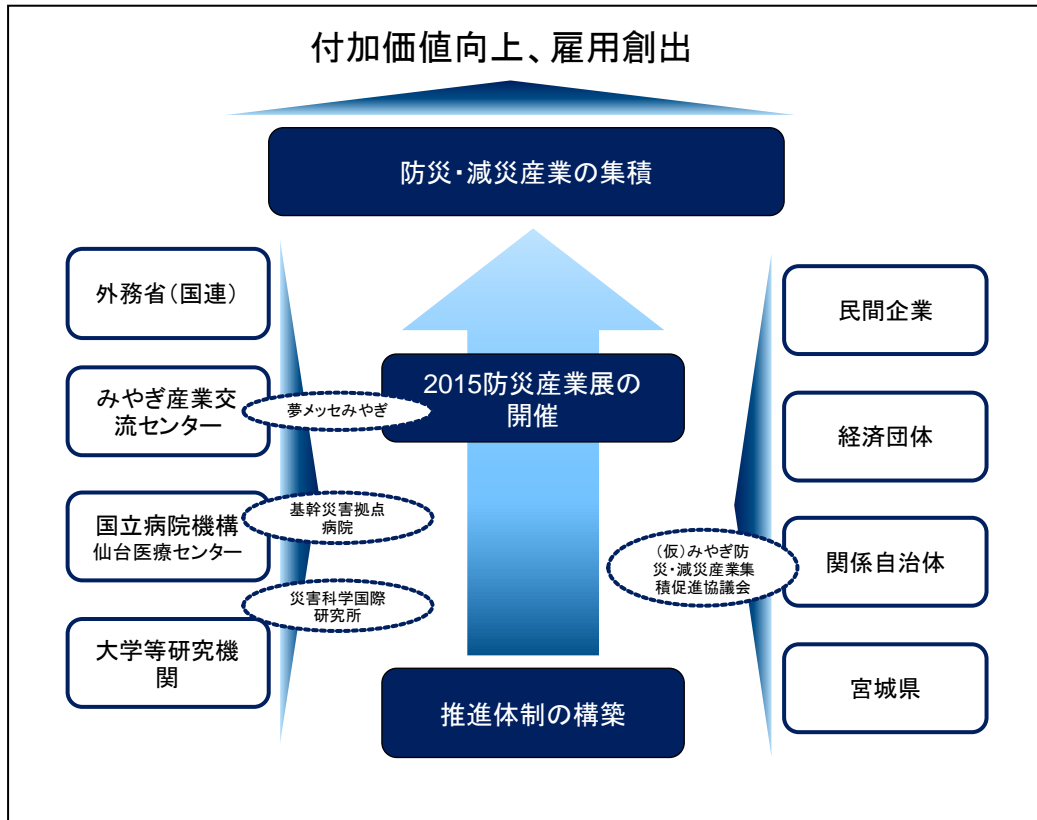 付加価値向上、雇用創出
防災・減災産業の集積
外務省（国連）
みやぎ産業交
流センター
夢メッセみやぎ
国立病院機構
仙台医療センター
基幹災害拠点
病院
災害科学国際
研究所
大学等研究機
関
2015防災産業展の
開催
推進体制の構築
民間企業
経済団体
（仮）みやぎ防
災・減災産業集
積促進協議会
関係自治体
宮城県